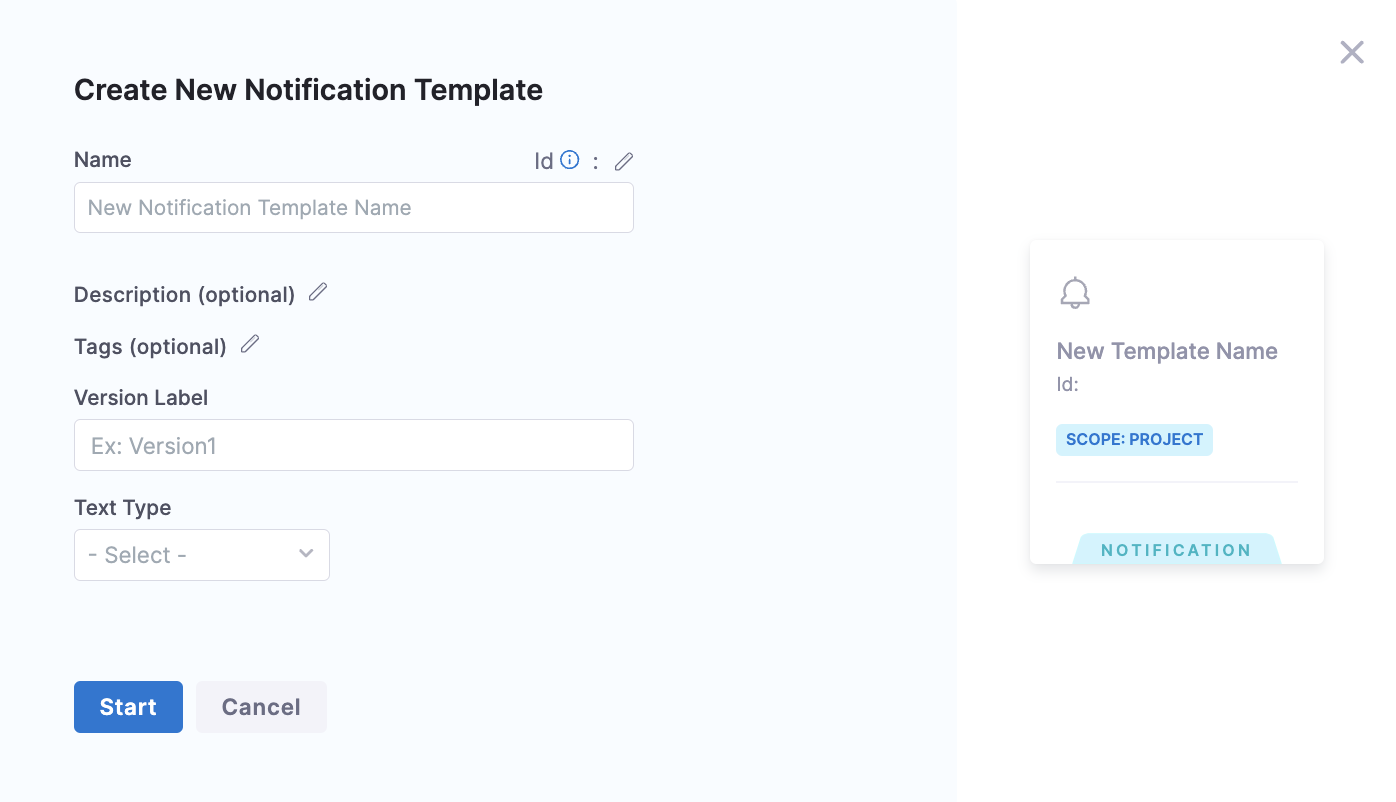 Create New Notification Template
Name
Id :
New Notification Template Name
Description (optional)
Tags (optional)
Version Label
Ex: Version1
Text Type
- Select -
Start
Cancel
New Template Name
Id:
SCOPE: PROJECT
NOTIFICATION